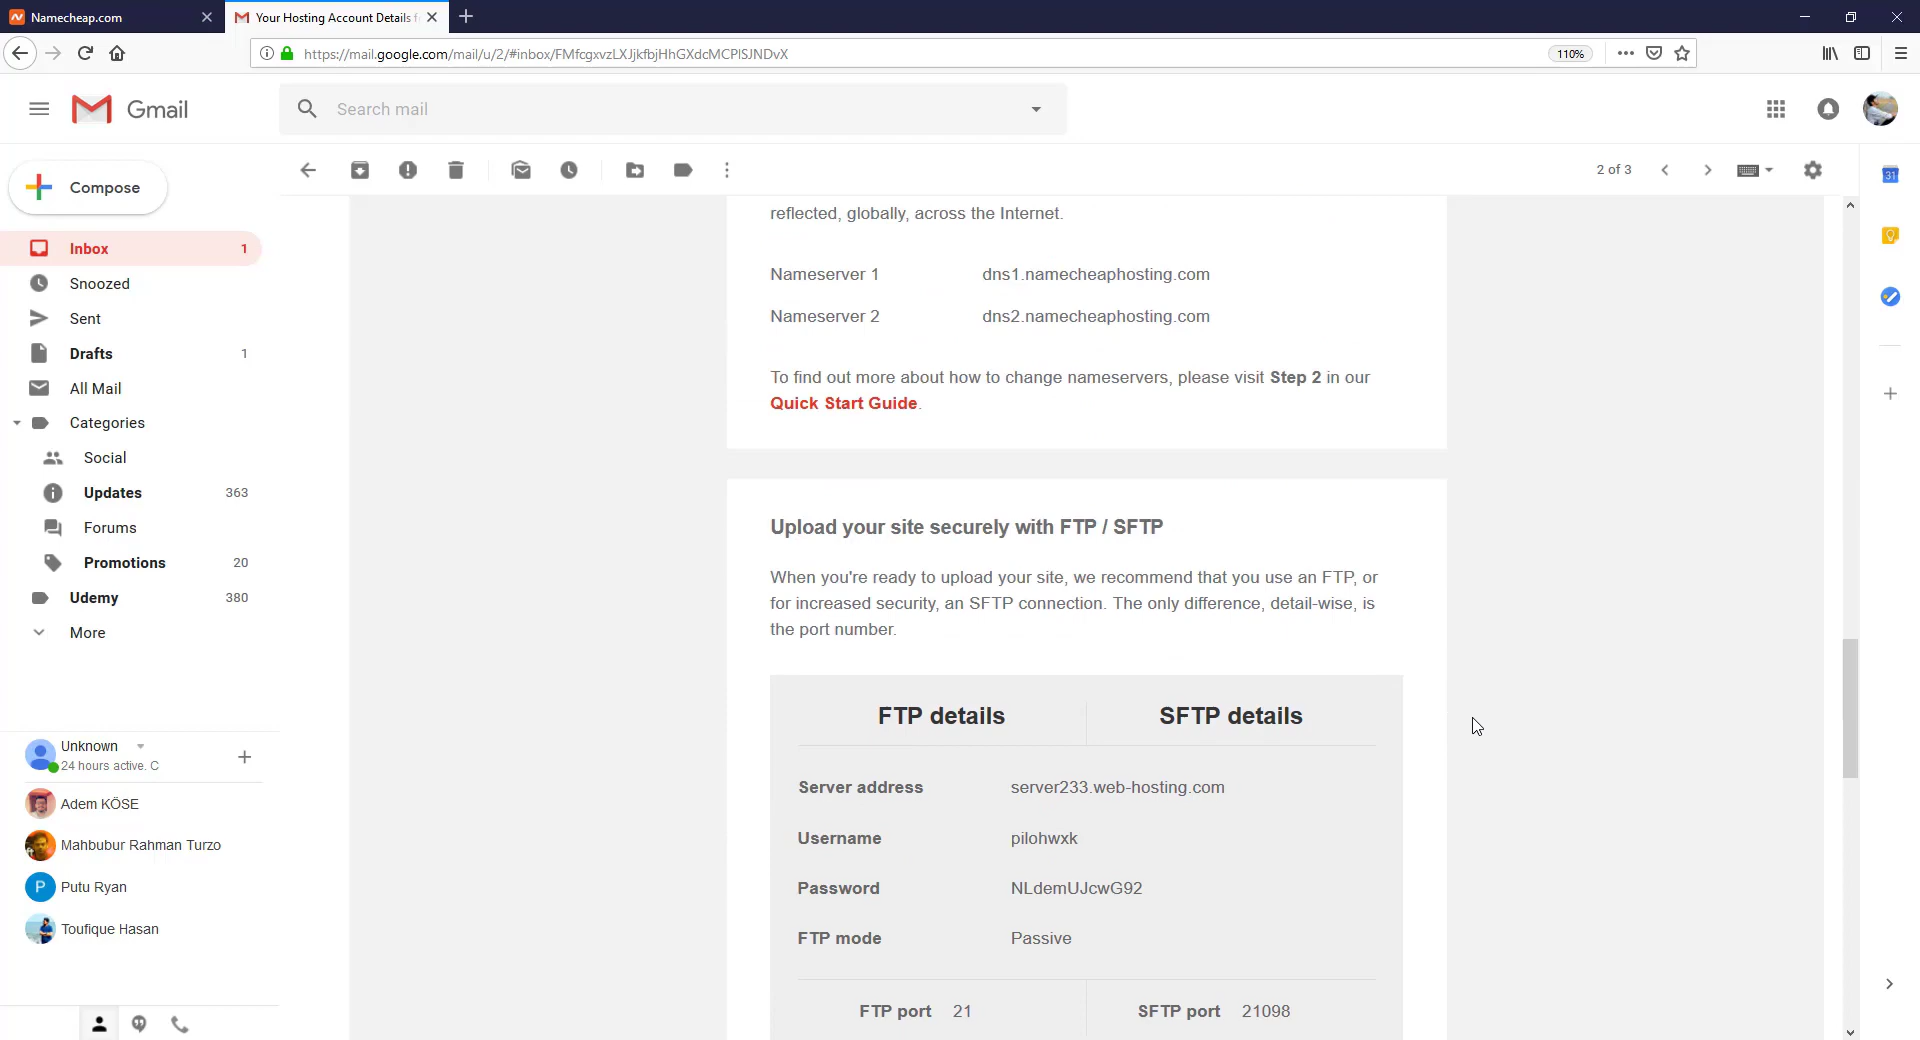 Namecheap.com
Your Hosting Account Details f
https://mail.google.com/mail/u/2/#inbox/FMfcgxvzLXJjkfbjHhGXdcMCPlSJNDvX
110%
Gmail
Search mail
Compose
2 of 3
31
Inbox 1
Snoozed
Sent
Drafts 1
All Mail
Categories
Social
Updates 363
Forums
Promotions 20
Udemy 380
More
Unknown
24 hours active. C
Adem KÖSE
Mahbubur Rahman Turzo
P
Putu Ryan
Toufique Hasan
reflected, globally, across the Internet.
Nameserver 1 dns1.namecheaphosting.com
Nameserver 2 dns2.namecheaphosting.com
To find out more about how to change nameservers, please visit Step 2 in our
Quick Start Guide.
Upload your site securely with FTP / SFTP
When you're ready to upload your site, we recommend that you use an FTP, or
for increased security, an SFTP connection. The only difference, detail-wise, is
the port number.
FTP details SFTP details
Server address server233.web-hosting.com
Username pilohwxk
Password NLdemUJcwG92
FTP mode Passive
FTP port 21 SFTP port 21098